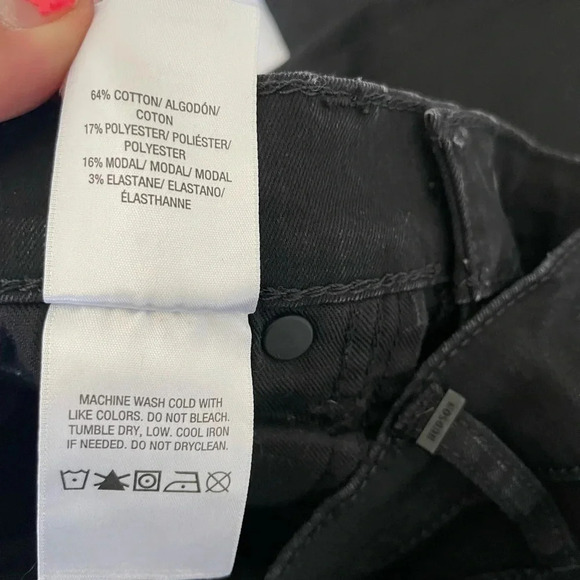 64% COTTON/ ALGODÓN/
COTON
17% POLYESTER/ POLIÉSTER/
POLYESTER
16% MODAL/ MODAL/ MODAL
3% ELASTANE/ ELASTANO/
ÉLASTHANNE
MACHINE WASH COLD WITH
LIKE COLORS. DO NOT BLEACH.
TUMBLE DRY, LOW. COOL IRON
IF NEEDED. DO NOT DRYCLEAN.
HUDSON